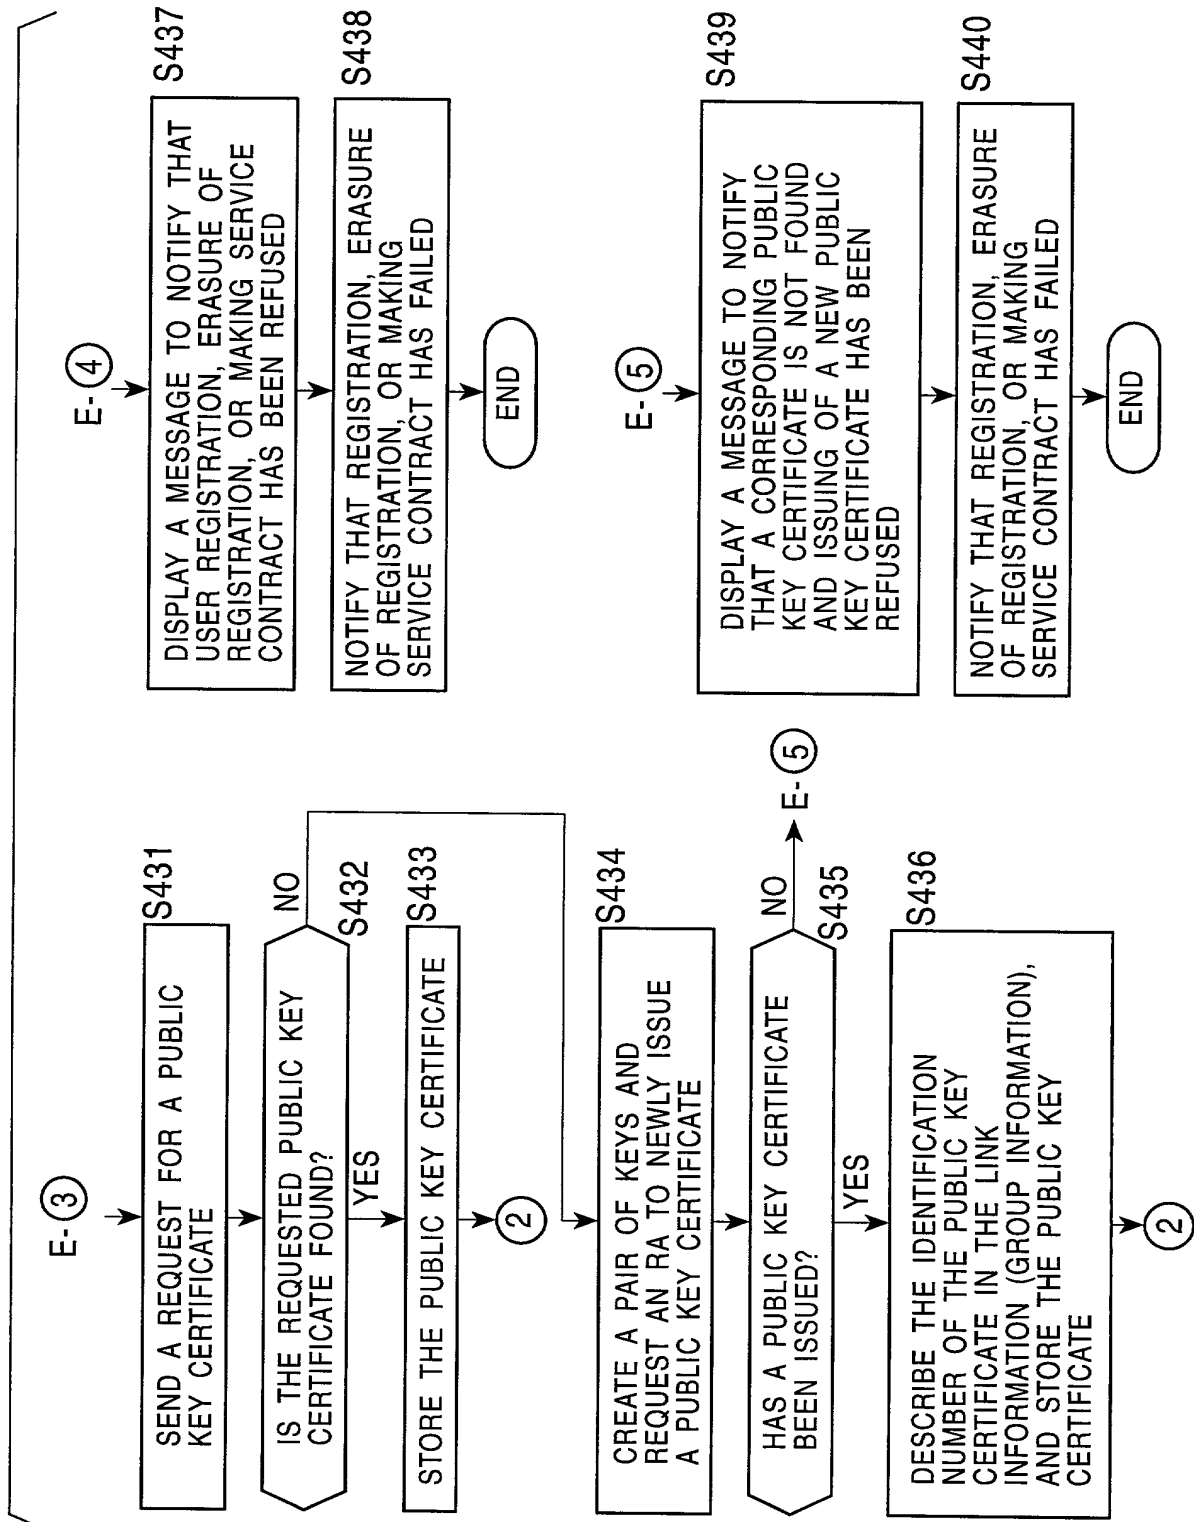 E-3
S431
SEND A REQUEST FOR A PUBLIC
KEY CERTIFICATE
S432
IS THE REQUESTED PUBLIC KEY
CERTIFICATE FOUND?
NO
YES
S433
STORE THE PUBLIC KEY CERTIFICATE
2
S434
CREATE A PAIR OF KEYS AND
REQUEST AN RA TO NEWLY ISSUE
A PUBLIC KEY CERTIFICATE
S435
HAS A PUBLIC KEY CERTIFICATE
BEEN ISSUED?
NO
E-5
YES
S436
DESCRIBE THE IDENTIFICATION
NUMBER OF THE PUBLIC KEY
CERTIFICATE IN THE LINK
INFORMATION (GROUP INFORMATION),
AND STORE THE PUBLIC KEY
CERTIFICATE
2
E-4
S437
DISPLAY A MESSAGE TO NOTIFY THAT
USER REGISTRATION, ERASURE OF
REGISTRATION, OR MAKING SERVICE
CONTRACT HAS BEEN REFUSED
S438
NOTIFY THAT REGISTRATION, ERASURE
OF REGISTRATION, OR MAKING
SERVICE CONTRACT HAS FAILED
END
E-5
S439
DISPLAY A MESSAGE TO NOTIFY
THAT A CORRESPONDING PUBLIC
KEY CERTIFICATE IS NOT FOUND
AND ISSUING OF A NEW PUBLIC
KEY CERTIFICATE HAS BEEN
REFUSED
S440
NOTIFY THAT REGISTRATION, ERASURE
OF REGISTRATION, OR MAKING
SERVICE CONTRACT HAS FAILED
END